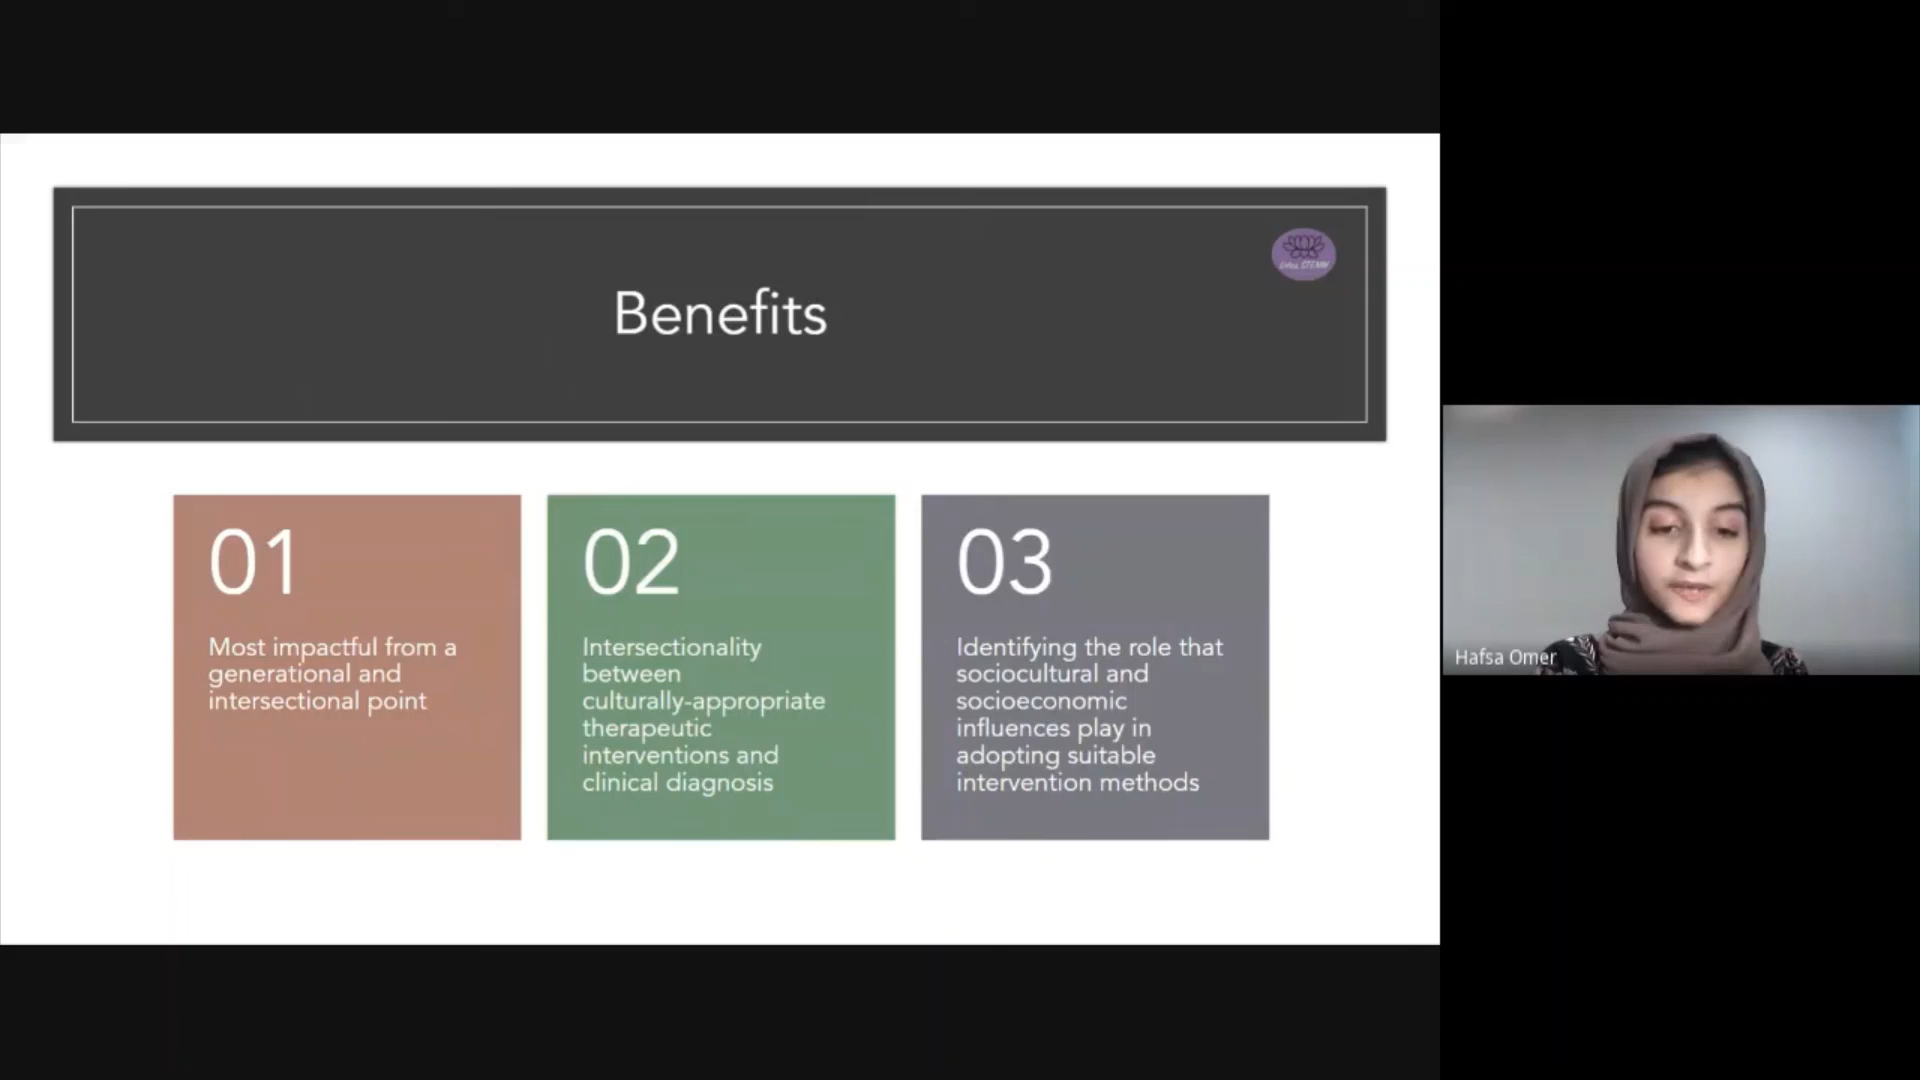 Benefits
01
Most impactful from a
generational and
intersectional point
02
Intersectionality
between
culturally-appropriate
therapeutic
interventions and
clinical diagnosis
03
Identifying the role that
sociocultural and
socioeconomic
influences play in
adopting suitable
intervention methods
Hafsa Omer